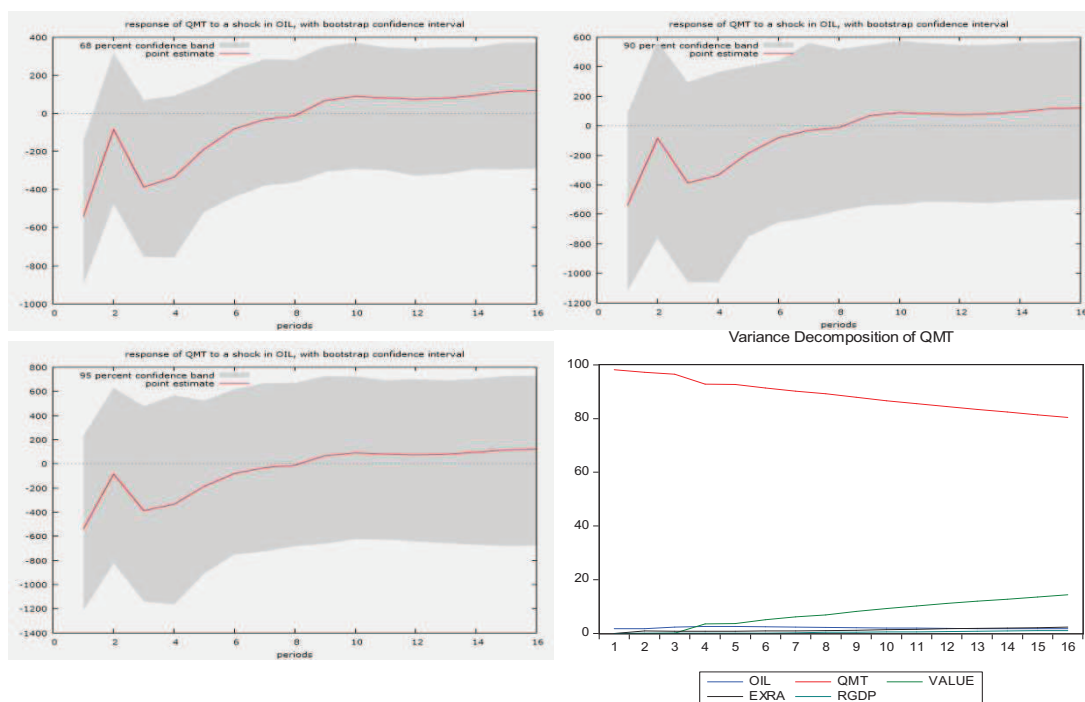 response of QMT to a shock in OIL, with bootstrap confidence interval
400
200
0
-200
-400
-600
-800
-1000
68 percent confidence band
point estimate
0 2 4 6 8 10 12 14 16
periods
response of QMT to a shock in OIL, with bootstrap confidence interval
600
400
200
0
-200
-400
-600
-800
-1000
-1200
90 percent confidence band
point estimate
0 2 4 6 8 10 12 14 16
periods
response of QMT to a shock in OIL, with bootstrap confidence interval
800
600
400
200
0
-200
-400
-600
-800
-1000
-1200
-1400
95 percent confidence band
point estimate
0 2 4 6 8 10 12 14 16
periods
Variance Decomposition of QMT
100
80
60
40
20
0
1 2 3 4 5 6 7 8 9 10 11 12 13 14 15 16
OIL QMT VALUE
EXRA RGDP